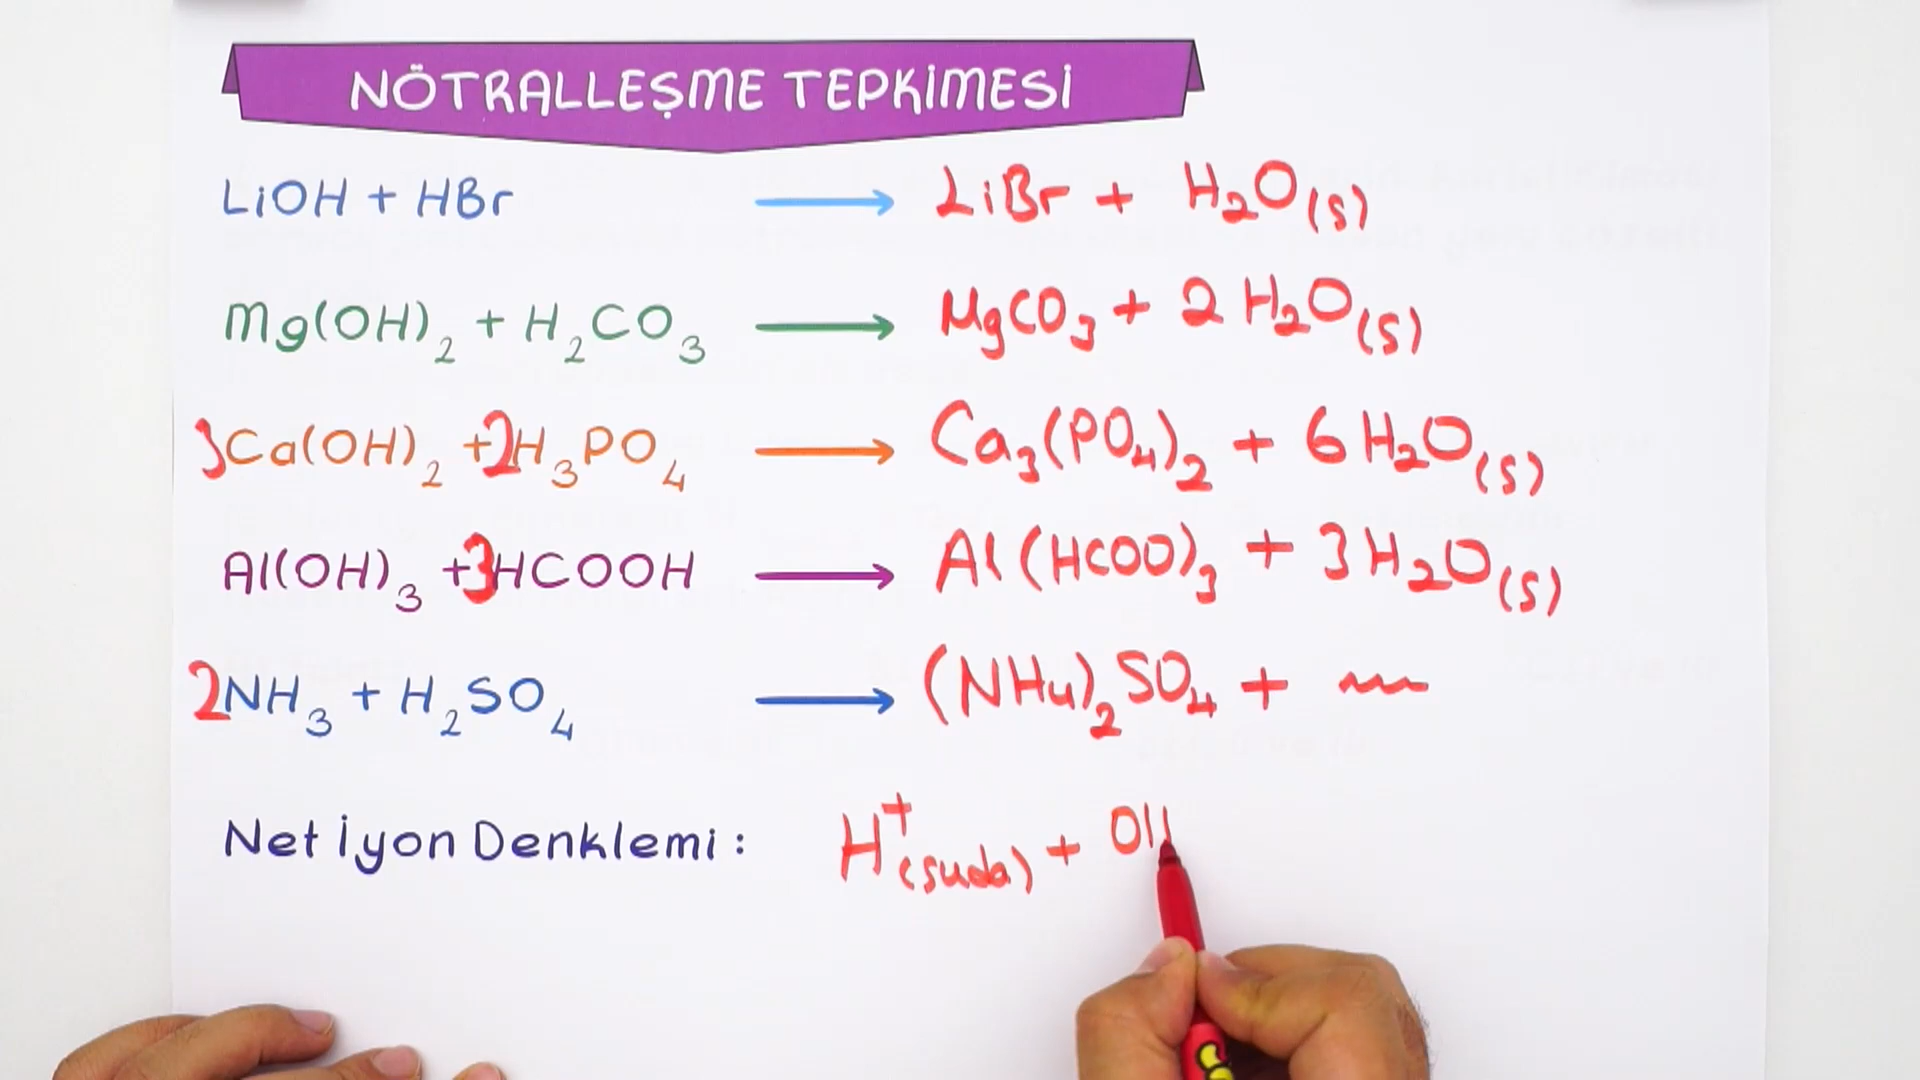 NÖTRALLEŞME TEPKİMESİ
LiOH + HBr → LiBr + H₂O(s)
Mg(OH)₂ + H₂CO₃ → MgCO₃ + 2 H₂O(s)
3Ca(OH)₂ + 2H₃PO₄ → Ca₃(PO₄)₂ + 6 H₂O(s)
Al(OH)₃ + 3HCOOH → Al(HCOO)₃ + 3H₂O(s)
2NH₃ + H₂SO₄ → (NH₄)₂SO₄ +
Net İyon Denklemi : H⁺(suda) + OH